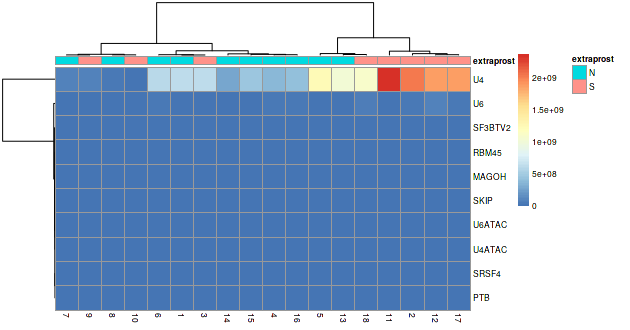 extraprost
extraprost
N
S
U4
U6
SF3BTV2
RBM45
MAGOH
SKIP
U6ATAC
U4ATAC
SRSF4
PTB
2e+09
1.5e+09
1e+09
5e+08
0
7 9 8 10 6 1 3 14 15 4 16 5 13 18 11 2 12 17